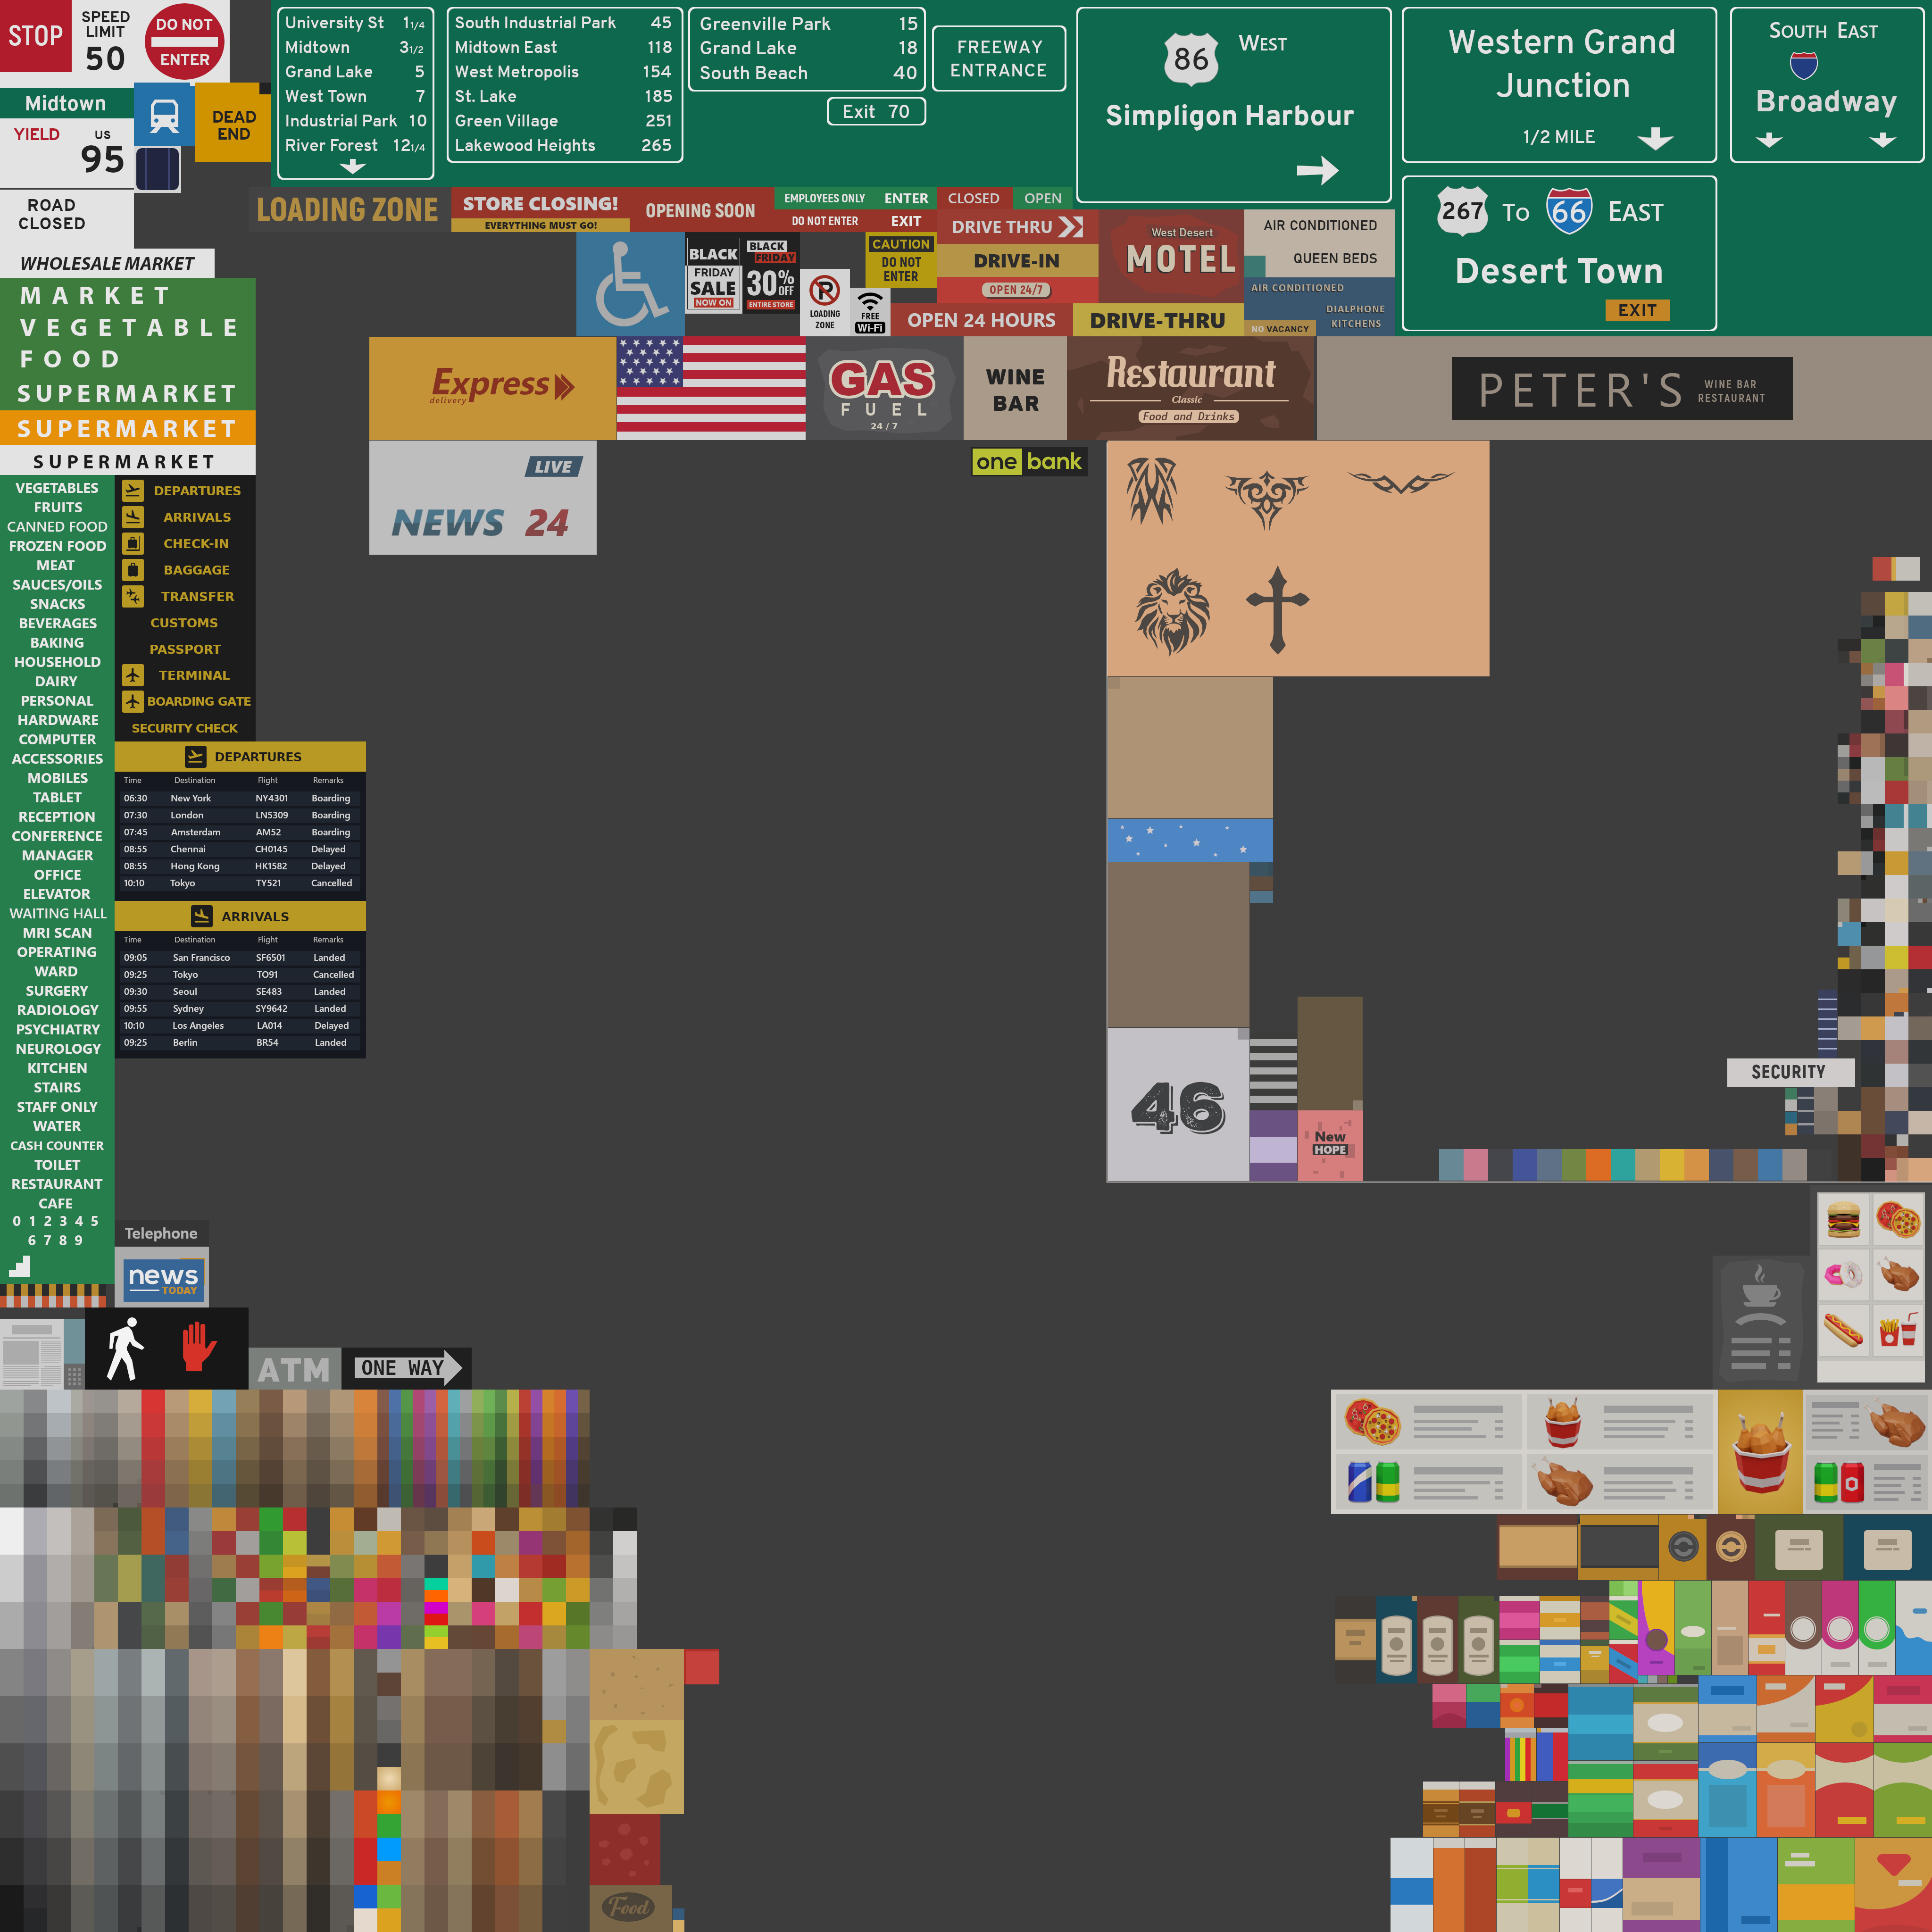 STOP
SPEED
LIMIT
50
DO NOT
ENTER
Midtown
YIELD
US
95
DEAD
END
ROAD
CLOSED
University St 1 1/4
Midtown 3 1/2
Grand Lake 5
West Town 7
Industrial Park 10
River Forest 12 1/4
South Industrial Park 45
Midtown East 118
West Metropolis 154
St. Lake 185
Green Village 251
Lakewood Heights 265
Greenville Park 15
Grand Lake 18
South Beach 40
Exit 70
FREEWAY
ENTRANCE
86 WEST
Simpligon Harbour
Western Grand
Junction
1/2 MILE
SOUTH EAST
Broadway
267 TO 66 EAST
Desert Town
EXIT
LOADING ZONE
STORE CLOSING!
EVERYTHING MUST GO!
OPENING SOON
EMPLOYEES ONLY
ENTER
DO NOT ENTER
EXIT
CLOSED
OPEN
DRIVE THRU
DRIVE-IN
OPEN 24/7
West Desert
MOTEL
AIR CONDITIONED
QUEEN BEDS
AIR CONDITIONED
DIALPHONE
KITCHENS
NO VACANCY
BLACK
FRIDAY
SALE
NOW ON
BLACK
FRIDAY
30%
OFF
ENTIRE STORE
P
LOADING
ZONE
FREE
Wi-Fi
CAUTION
DO NOT
ENTER
OPEN 24 HOURS
DRIVE-THRU
WHOLESALE MARKET
MARKET
VEGETABLE
FOOD
SUPERMARKET
SUPERMARKET
SUPERMARKET
Express
delivery
GAS
FUEL
24 / 7
WINE
BAR
Restaurant
Classic
Food and Drinks
PETER'S
WINE BAR
RESTAURANT
LIVE
NEWS 24
one bank
VEGETABLES
FRUITS
CANNED FOOD
FROZEN FOOD
MEAT
SAUCES/OILS
SNACKS
BEVERAGES
BAKING
HOUSEHOLD
DAIRY
PERSONAL
HARDWARE
COMPUTER
ACCESSORIES
MOBILES
TABLET
RECEPTION
CONFERENCE
MANAGER
OFFICE
ELEVATOR
WAITING HALL
MRI SCAN
OPERATING
WARD
SURGERY
RADIOLOGY
PSYCHIATRY
NEUROLOGY
KITCHEN
STAIRS
STAFF ONLY
WATER
CASH COUNTER
TOILET
RESTAURANT
CAFE
0 1 2 3 4 5
6 7 8 9
DEPARTURES
ARRIVALS
CHECK-IN
BAGGAGE
TRANSFER
CUSTOMS
PASSPORT
TERMINAL
BOARDING GATE
SECURITY CHECK
DEPARTURES
Time Destination Flight Remarks
06:30 New York NY4301 Boarding
07:30 London LN5309 Boarding
07:45 Amsterdam AM52 Boarding
08:55 Chennai CH0145 Delayed
08:55 Hong Kong HK1582 Delayed
10:10 Tokyo TY521 Cancelled
ARRIVALS
Time Destination Flight Remarks
09:05 San Francisco SF6501 Landed
09:25 Tokyo TO91 Cancelled
09:30 Seoul SE483 Landed
09:55 Sydney SY9642 Landed
10:10 Los Angeles LA014 Delayed
09:25 Berlin BR54 Landed
46
New
HOPE
SECURITY
Telephone
news
TODAY
ATM
ONE WAY
Food